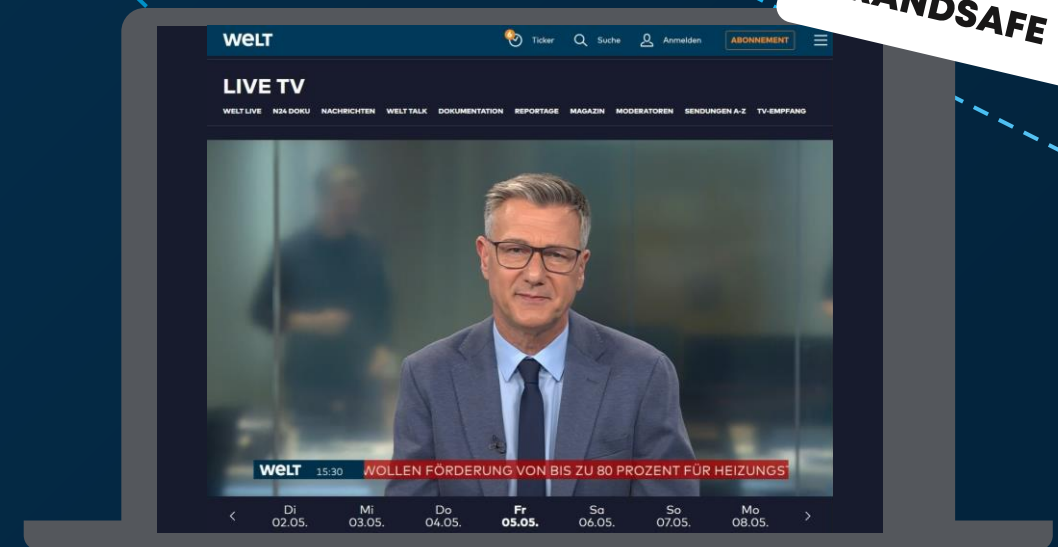 RANDSAFE
WELT
Ticker
Suche
Anmelden
ABONNEMENT
LIVE TV
WELT LIVE N24 DOKU NACHRICHTEN WELT TALK DOKUMENTATION REPORTAGE MAGAZIN MODERATOREN SENDUNGEN A-Z TV-EMPFANG
WELT 15:30 WOLLEN FÖRDERUNG VON BIS ZU 80 PROZENT FÜR HEIZUNGS
Di Mi Do Fr Sa So Mo
02.05. 03.05. 04.05. 05.05. 06.05. 07.05. 08.05.